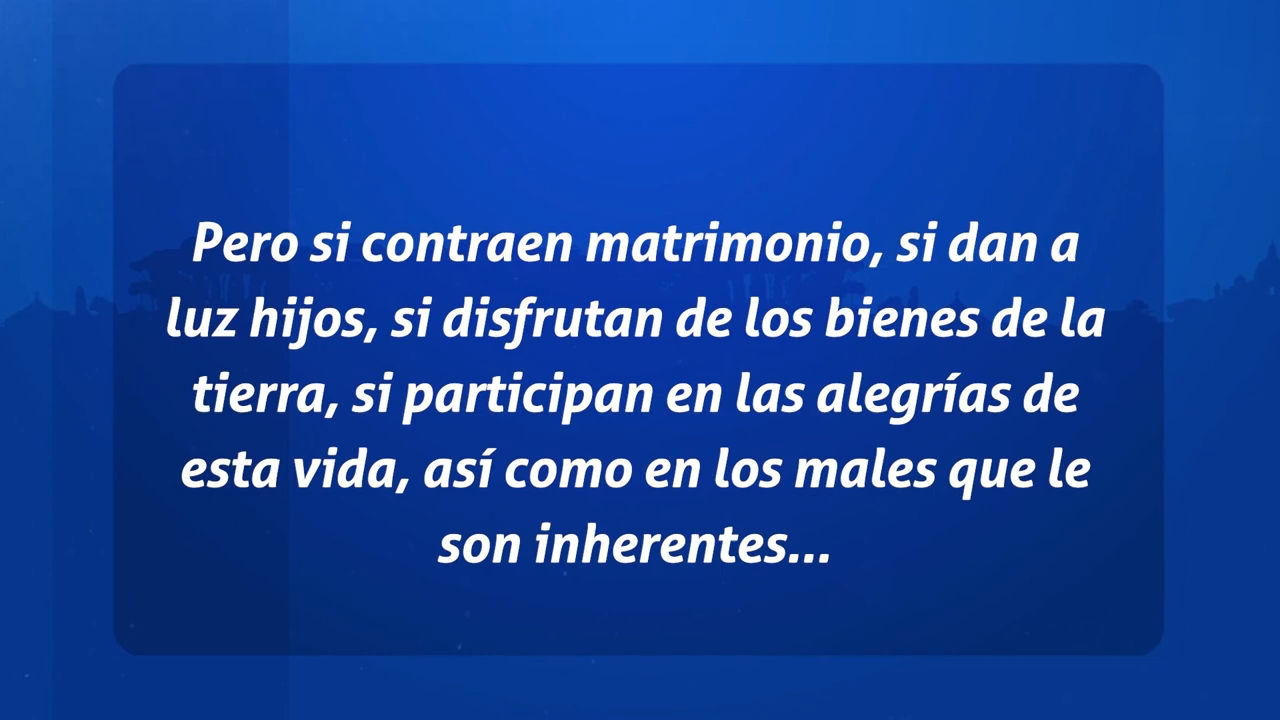 Pero si contraen matrimonio, si dan a
luz hijos, si disfrutan de los bienes de la
tierra, si participan en las alegrías de
esta vida, así como en los males que le
son inherentes...